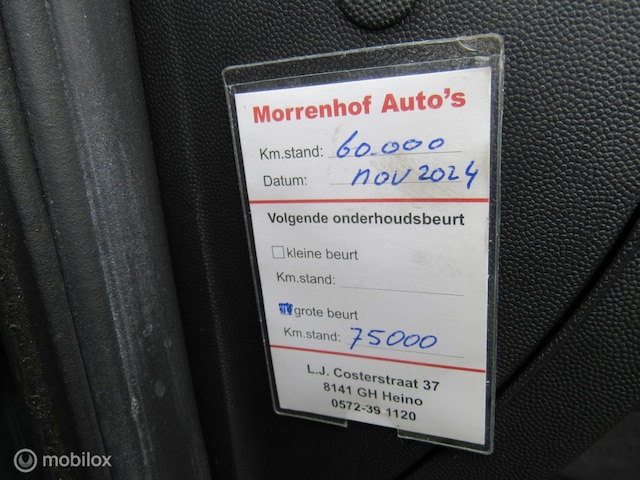 Morrenhof Auto's
Km.stand: 60.000
Datum: nov 2024
Volgende onderhoudsbeurt
kleine beurt
Km.stand:
grote beurt
Km.stand: 75000
L.J. Costerstraat 37
8141 GH Heino
0572-39 1120
mobilox